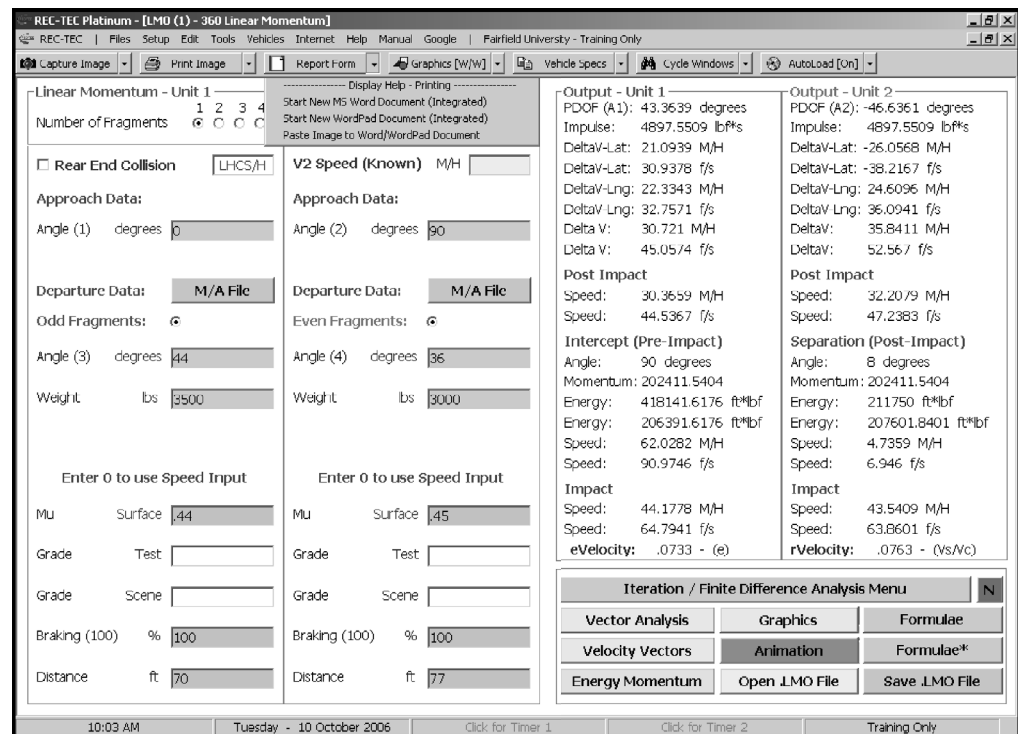 REC-TEC Platinum - [LMO (1) - 360 Linear Momentum]
REC-TEC | Files Setup Edit Tools Vehicles Internet Help Manual Google | Fairfield University - Training Only
Capture Image Print Image Report Form Graphics [W/W] Vehicle Specs Cycle Windows AutoLoad [On]
---------------- Display Help - Printing ----------------
Start New MS Word Document (Integrated)
Start New WordPad Document (Integrated)
Paste Image to Word/WordPad Document
Linear Momentum - Unit 1
1 2 3 4
Number of Fragments
Rear End Collision LHCS/H V2 Speed (Known) M/H
Approach Data: Approach Data:
Angle (1) degrees 0 Angle (2) degrees 90
Departure Data: M/A File Departure Data: M/A File
Odd Fragments: Even Fragments:
Angle (3) degrees 44 Angle (4) degrees 36
Weight lbs 3500 Weight lbs 3000
Enter 0 to use Speed Input Enter 0 to use Speed Input
Mu Surface .44 Mu Surface .45
Grade Test Grade Test
Grade Scene Grade Scene
Braking (100) % 100 Braking (100) % 100
Distance ft 70 Distance ft 77
Output - Unit 1
PDOF (A1): 43.3639 degrees
Impulse: 4897.5509 lbf*s
DeltaV-Lat: 21.0939 M/H
DeltaV-Lat: 30.9378 f/s
DeltaV-Lng: 22.3343 M/H
DeltaV-Lng: 32.7571 f/s
Delta V: 30.721 M/H
Delta V: 45.0574 f/s
Post Impact
Speed: 30.3659 M/H
Speed: 44.5367 f/s
Intercept (Pre-Impact)
Angle: 90 degrees
Momentum: 202411.5404
Energy: 418141.6176 ft*lbf
Energy: 206391.6176 ft*lbf
Speed: 62.0282 M/H
Speed: 90.9746 f/s
Impact
Speed: 44.1778 M/H
Speed: 64.7941 f/s
eVelocity: .0733 - (e)
Output - Unit 2
PDOF (A2): -46.6361 degrees
Impulse: 4897.5509 lbf*s
DeltaV-Lat: -26.0568 M/H
DeltaV-Lat: -38.2167 f/s
DeltaV-Lng: 24.6096 M/H
DeltaV-Lng: 36.0941 f/s
DeltaV: 35.8411 M/H
DeltaV: 52.567 f/s
Post Impact
Speed: 32.2079 M/H
Speed: 47.2383 f/s
Separation (Post-Impact)
Angle: 8 degrees
Momentum: 202411.5404
Energy: 211750 ft*lbf
Energy: 207601.8401 ft*lbf
Speed: 4.7359 M/H
Speed: 6.946 f/s
Impact
Speed: 43.5409 M/H
Speed: 63.8601 f/s
rVelocity: .0763 - (Vs/Vc)
Iteration / Finite Difference Analysis Menu N
Vector Analysis Graphics Formulae
Velocity Vectors Animation Formulae*
Energy Momentum Open .LMO File Save .LMO File
10:03 AM Tuesday - 10 October 2006 Click for Timer 1 Click for Timer 2 Training Only